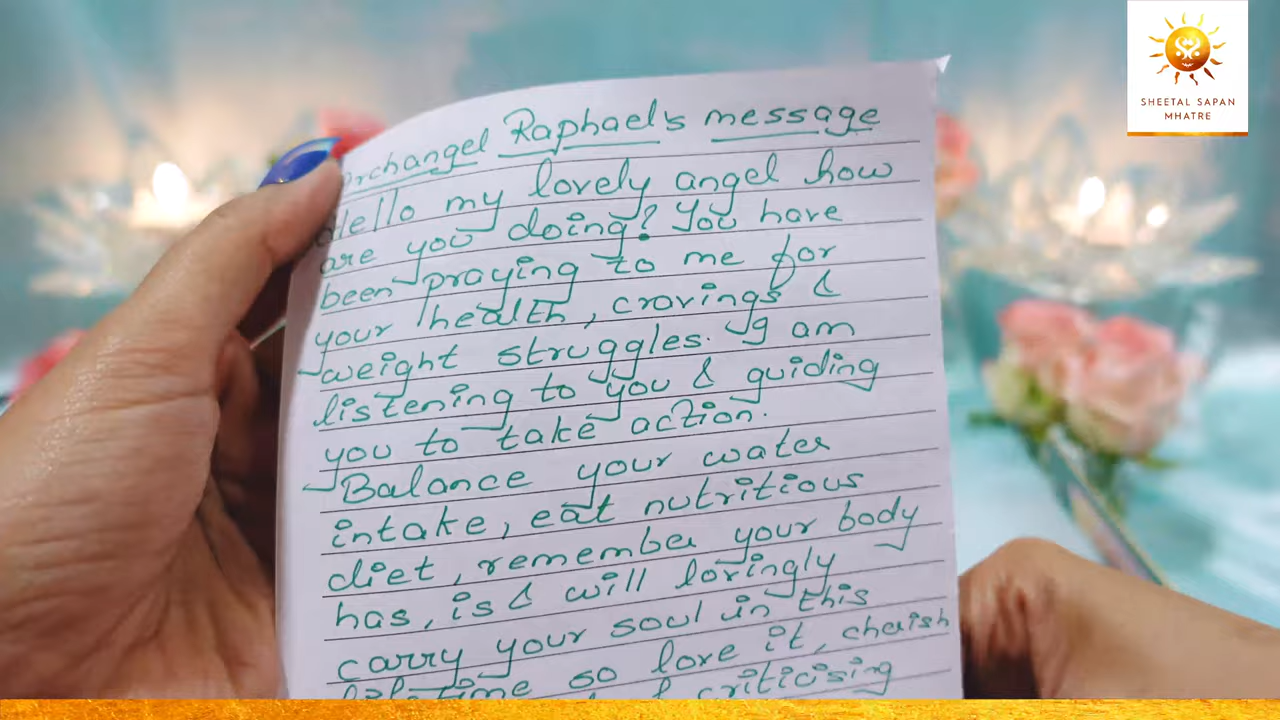 Archangel Raphael's message
Hello my lovely angel how
are you doing? You have
been praying to me for
your health, cravings &
weight struggles. I am
listening to you & guiding
you to take action.
Balance your water
intake, eat nutritious
diet, remember your body
has, is & will lovingly
carry your soul in this
lifetime so love it, cherish
criticising
SHEETAL SAPAN
MHATRE